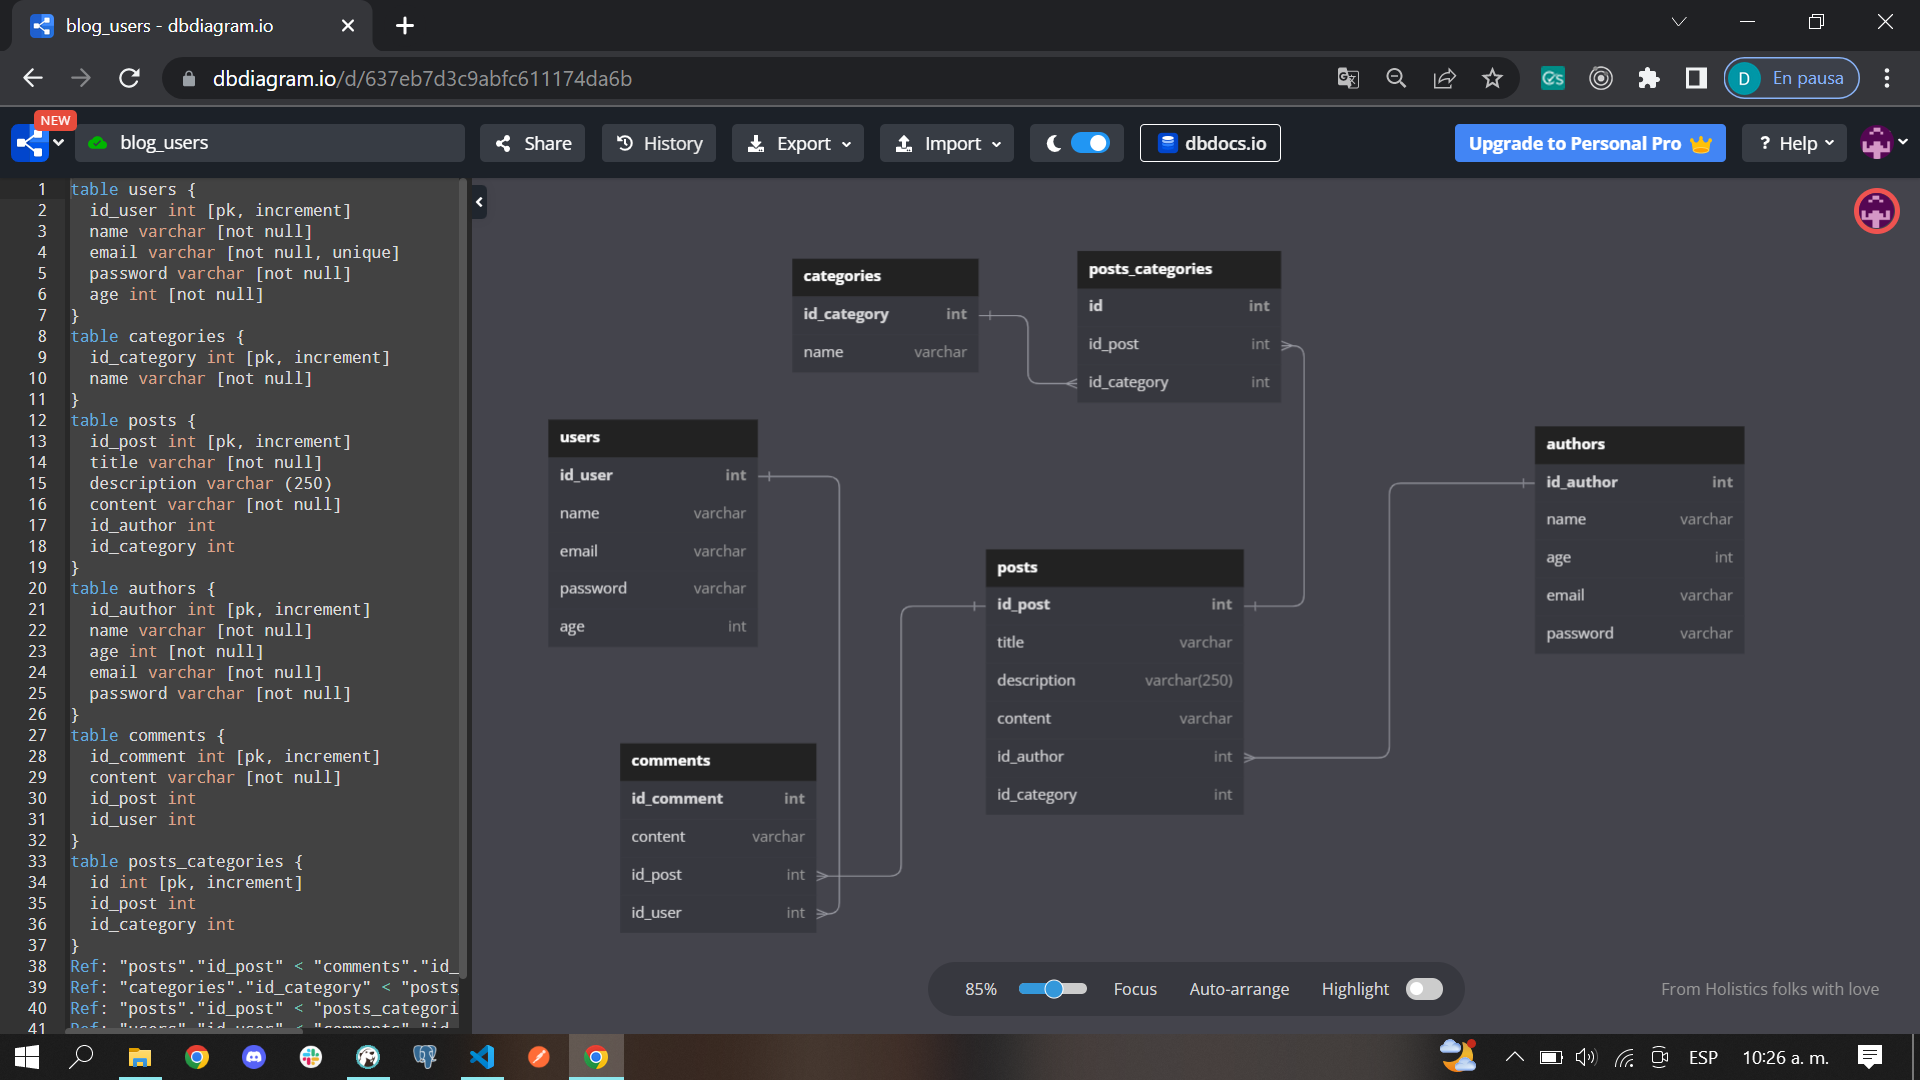 blog_users - dbdiagram.io
dbdiagram.io/d/637eb7d3c9abfc611174da6b
D En pausa
NEW
blog_users
Share
History
Export
Import
dbdocs.io
Upgrade to Personal Pro
? Help
1 table users {
2 id_user int [pk, increment]
3 name varchar [not null]
4 email varchar [not null, unique]
5 password varchar [not null]
6 age int [not null]
7 }
8 table categories {
9 id_category int [pk, increment]
10 name varchar [not null]
11 }
12 table posts {
13 id_post int [pk, increment]
14 title varchar [not null]
15 description varchar (250)
16 content varchar [not null]
17 id_author int
18 id_category int
19 }
20 table authors {
21 id_author int [pk, increment]
22 name varchar [not null]
23 age int [not null]
24 email varchar [not null]
25 password varchar [not null]
26 }
27 table comments {
28 id_comment int [pk, increment]
29 content varchar [not null]
30 id_post int
31 id_user int
32 }
33 table posts_categories {
34 id int [pk, increment]
35 id_post int
36 id_category int
37 }
38 Ref: "posts"."id_post" < "comments"."id_
39 Ref: "categories"."id_category" < "posts
40 Ref: "posts"."id_post" < "posts_categori
41 Ref: "users"."id_user" < "comments"."id_
categories
id_category int
name varchar
posts_categories
id int
id_post int
id_category int
users
id_user int
name varchar
email varchar
password varchar
age int
authors
id_author int
name varchar
age int
email varchar
password varchar
posts
id_post int
title varchar
description varchar(250)
content varchar
id_author int
id_category int
comments
id_comment int
content varchar
id_post int
id_user int
85%
Focus
Auto-arrange
Highlight
From Holistics folks with love
ESP
10:26 a. m.